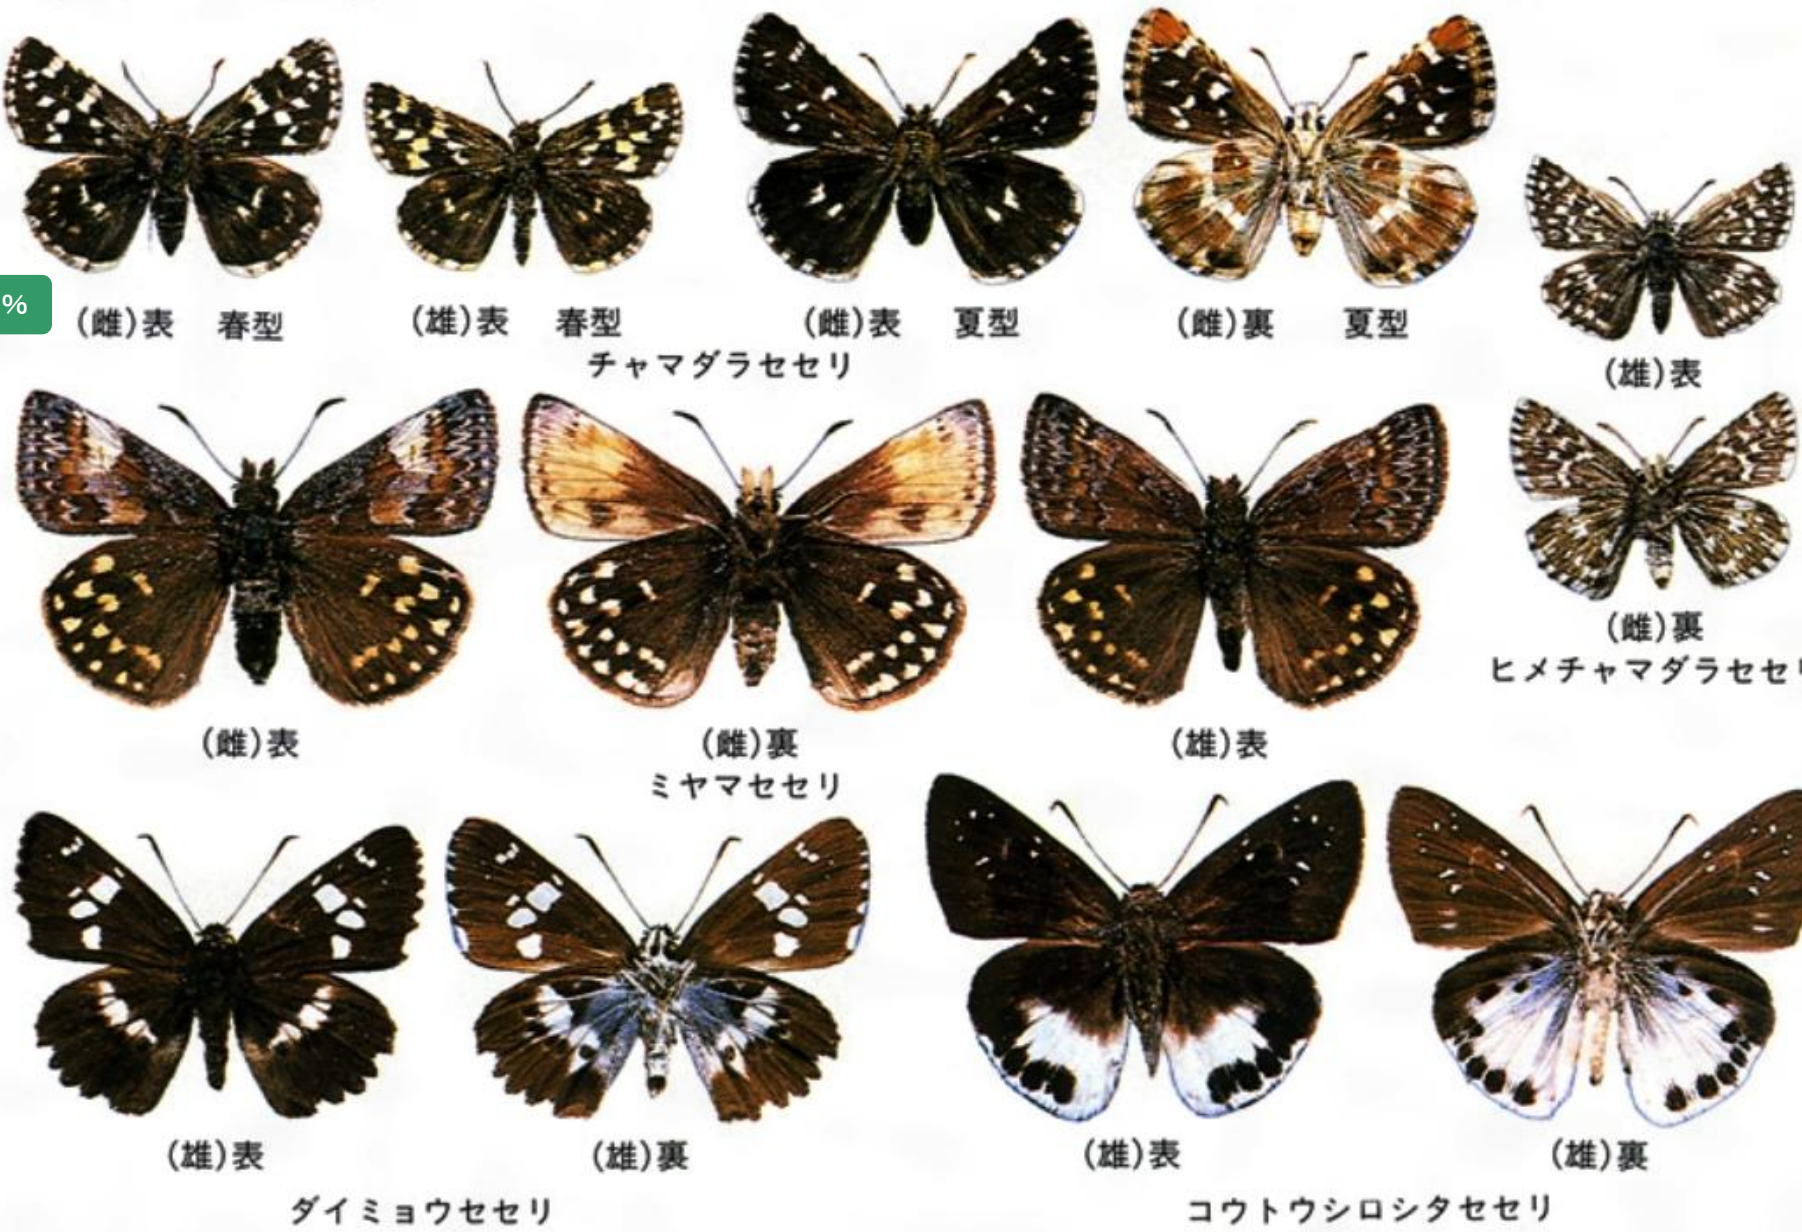 %
(雌)表 春型
(雄)表 春型
(雌)表 夏型
(雌)裏 夏型
チャマダラセセリ
(雄)表
(雌)裏
ヒメチャマダラセセリ
(雌)表
(雌)裏
(雄)表
ミヤマセセリ
(雄)表
(雄)裏
ダイミョウセセリ
(雄)表
(雄)裏
コウトウシロシタセセリ